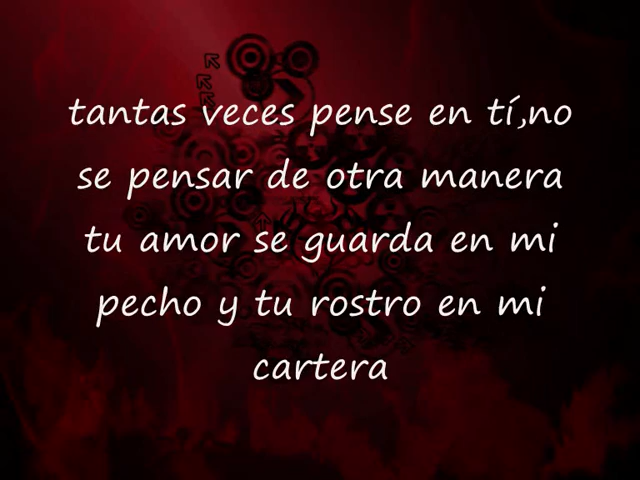 tantas veces pense en tí,no
se pensar de otra manera
tu amor se guarda en mi
pecho y tu rostro en mi
cartera